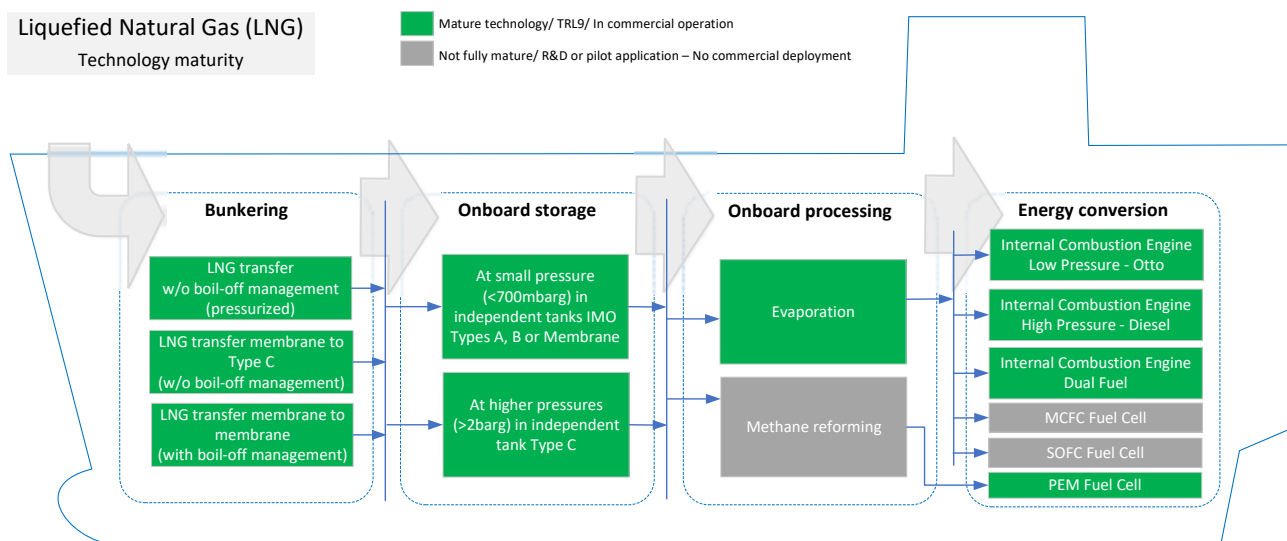 Liquefied Natural Gas (LNG)
Technology maturity
Mature technology/ TRL9/ In commercial operation
Not fully mature/ R&D or pilot application – No commercial deployment
Bunkering
LNG transfer
w/o boil-off management
(pressurized)
LNG transfer membrane to
Type C
(w/o boil-off management)
LNG transfer membrane to
membrane
(with boil-off management)
Onboard storage
At small pressure
(<700mbarg) in
independent tanks IMO
Types A, B or Membrane
At higher pressures
(>2barg) in independent
tank Type C
Onboard processing
Evaporation
Methane reforming
Energy conversion
Internal Combustion Engine
Low Pressure - Otto
Internal Combustion Engine
High Pressure - Diesel
Internal Combustion Engine
Dual Fuel
MCFC Fuel Cell
SOFC Fuel Cell
PEM Fuel Cell